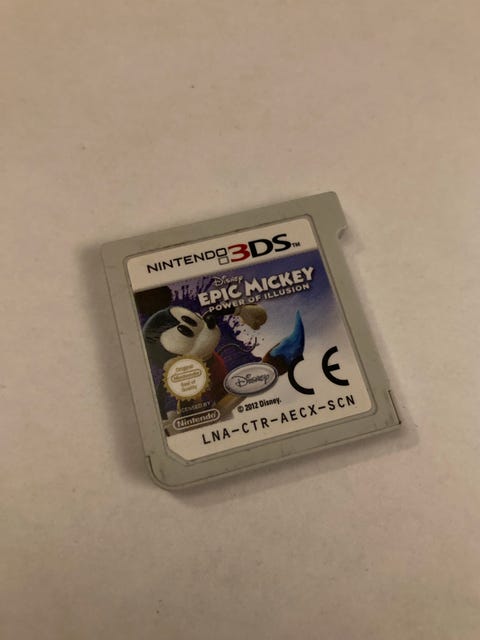 NINTENDO 3DS™
Disney
EPIC MICKEY
POWER OF ILLUSION
Original
Nintendo
Seal of
Quality
Disney
CE
LICENSED BY
Nintendo
© 2012 Disney.
LNA-CTR-AECX-SCN